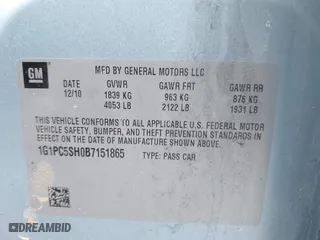 GM
MFD BY GENERAL MOTORS LLC
DATE GVWR GAWR FRT GAWR RR
12/10 1839 KG 963 KG 876 KG
4053 LB 2122 LB 1931 LB
THIS VEHICLE CONFORMS TO ALL APPLICABLE U.S. FEDERAL MOTOR
VEHICLE SAFETY, BUMPER, AND THEFT PREVENTION STANDARDS IN
EFFECT ON THE DATE OF MANUFACTURE SHOWN ABOVE.
1G1PC5SH0B7151865 TYPE: PASS CAR